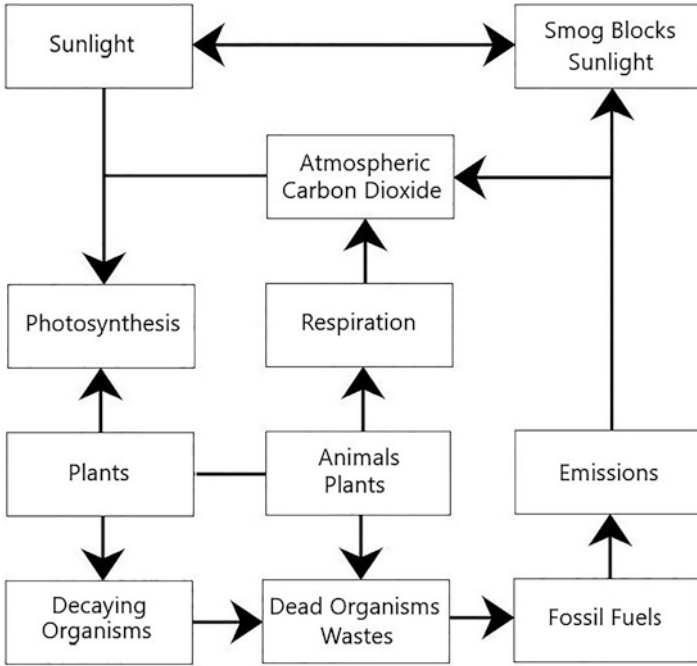 Sunlight
Smog Blocks
Sunlight
Atmospheric
Carbon Dioxide
Photosynthesis
Respiration
Plants
Animals
Plants
Emissions
Decaying
Organisms
Dead Organisms
Wastes
Fossil Fuels